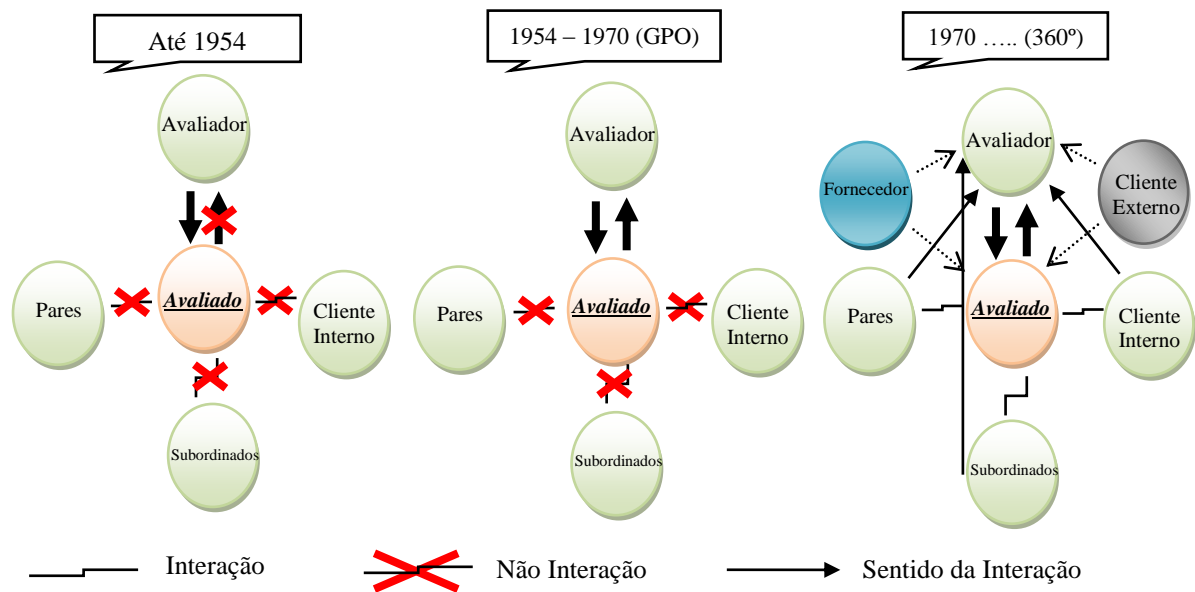 Até 1954
Avaliador
Pares
Avaliado
Cliente
Interno
Subordinados
1954 – 1970 (GPO)
Avaliador
Pares
Avaliado
Cliente
Interno
Subordinados
1970 ….. (360º)
Avaliador
Fornecedor
Cliente
Externo
Pares
Avaliado
Cliente
Interno
Subordinados
Interação
Não Interação
Sentido da Interação